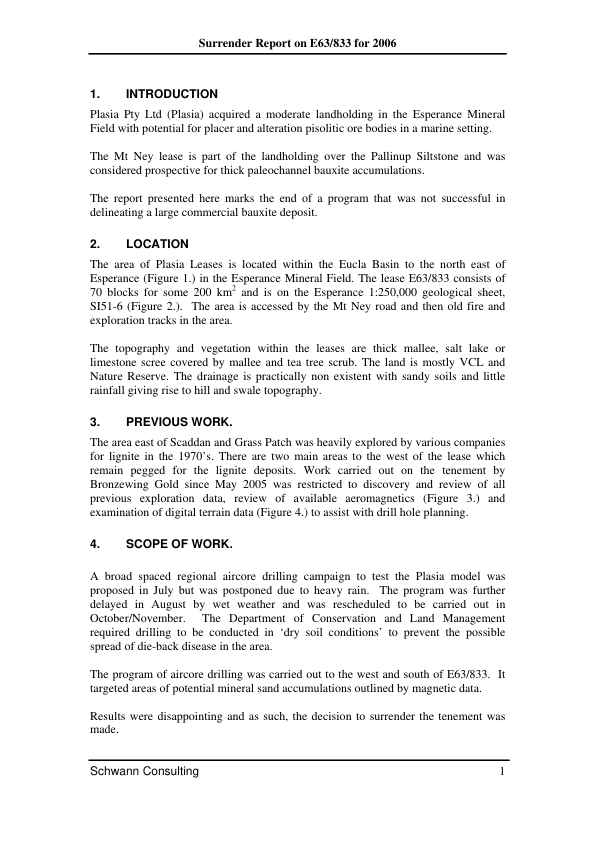 Surrender Report on E63/833 for 2006
1. INTRODUCTION
Plasia Pty Ltd (Plasia) acquired a moderate landholding in the Esperance Mineral
Field with potential for placer and alteration pisolitic ore bodies in a marine setting.
The Mt Ney lease is part of the landholding over the Pallinup Siltstone and was
considered prospective for thick paleochannel bauxite accumulations.
The report presented here marks the end of a program that was not successful in
delineating a large commercial bauxite deposit.
2. LOCATION
The area of Plasia Leases is located within the Eucla Basin to the north east of
Esperance (Figure 1.) in the Esperance Mineral Field. The lease E63/833 consists of
70 blocks for some 200 km² and is on the Esperance 1:250,000 geological sheet,
SI51-6 (Figure 2.). The area is accessed by the Mt Ney road and then old fire and
exploration tracks in the area.
The topography and vegetation within the leases are thick mallee, salt lake or
limestone scree covered by mallee and tea tree scrub. The land is mostly VCL and
Nature Reserve. The drainage is practically non existent with sandy soils and little
rainfall giving rise to hill and swale topography.
3. PREVIOUS WORK.
The area east of Scaddan and Grass Patch was heavily explored by various companies
for lignite in the 1970's. There are two main areas to the west of the lease which
remain pegged for the lignite deposits. Work carried out on the tenement by
Bronzewing Gold since May 2005 was restricted to discovery and review of all
previous exploration data, review of available aeromagnetics (Figure 3.) and
examination of digital terrain data (Figure 4.) to assist with drill hole planning.
4. SCOPE OF WORK.
A broad spaced regional aircore drilling campaign to test the Plasia model was
proposed in July but was postponed due to heavy rain. The program was further
delayed in August by wet weather and was rescheduled to be carried out in
October/November. The Department of Conservation and Land Management
required drilling to be conducted in 'dry soil conditions' to prevent the possible
spread of die-back disease in the area.
The program of aircore drilling was carried out to the west and south of E63/833. It
targeted areas of potential mineral sand accumulations outlined by magnetic data.
Results were disappointing and as such, the decision to surrender the tenement was
made.
Schwann Consulting 1